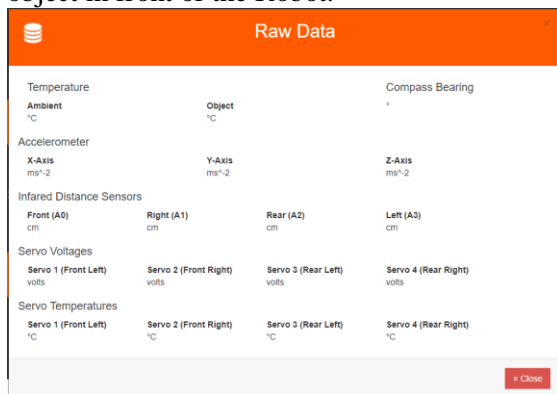 object in front of the Robot.
Raw Data
×
Temperature Compass Bearing
Ambient Object °
°C °C
Accelerometer
X-Axis Y-Axis Z-Axis
ms^-2 ms^-2 ms^-2
Infared Distance Sensors
Front (A0) Right (A1) Rear (A2) Left (A3)
cm cm cm cm
Servo Voltages
Servo 1 (Front Left) Servo 2 (Front Right) Servo 3 (Rear Left) Servo 4 (Rear Right)
volts volts volts volts
Servo Temperatures
Servo 1 (Front Left) Servo 2 (Front Right) Servo 3 (Rear Left) Servo 4 (Rear Right)
°C °C °C °C
× Close